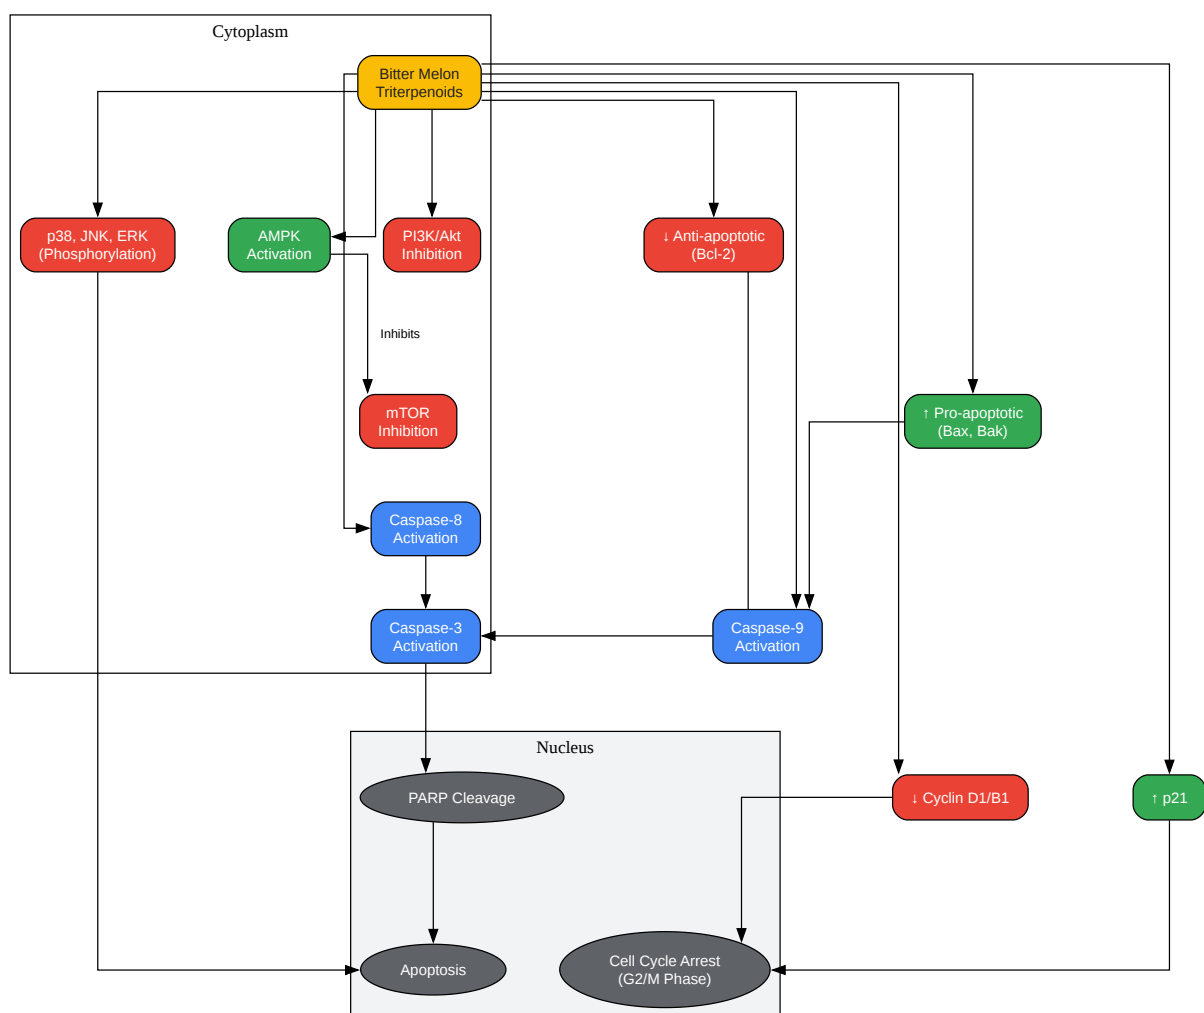 Cytoplasm
Bitter Melon
Triterpenoids
p38, JNK, ERK
(Phosphorylation)
AMPK
Activation
PI3K/Akt
Inhibition
↓ Anti-apoptotic
(Bcl-2)
Inhibits
mTOR
Inhibition
↑ Pro-apoptotic
(Bax, Bak)
Caspase-8
Activation
Caspase-3
Activation
Caspase-9
Activation
Nucleus
PARP Cleavage
↓ Cyclin D1/B1
↑ p21
Apoptosis
Cell Cycle Arrest
(G2/M Phase)